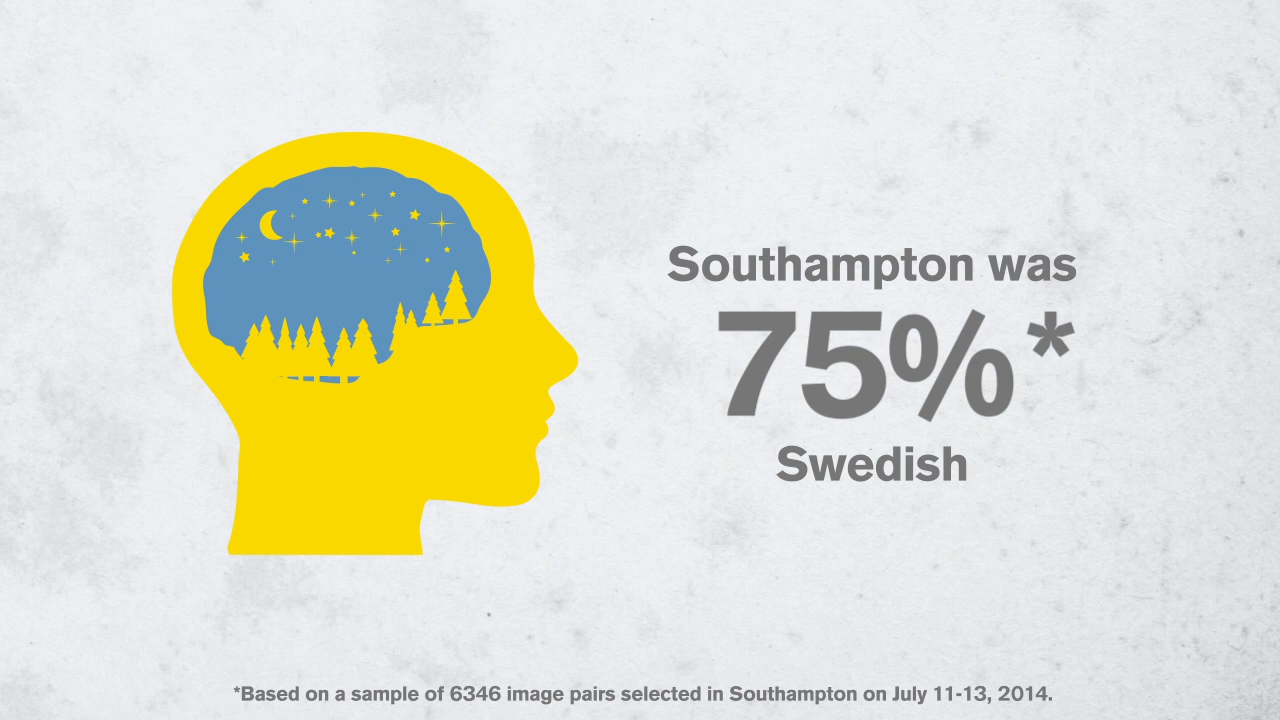 Southampton was
75%*
Swedish
*Based on a sample of 6346 image pairs selected in Southampton on July 11-13, 2014.